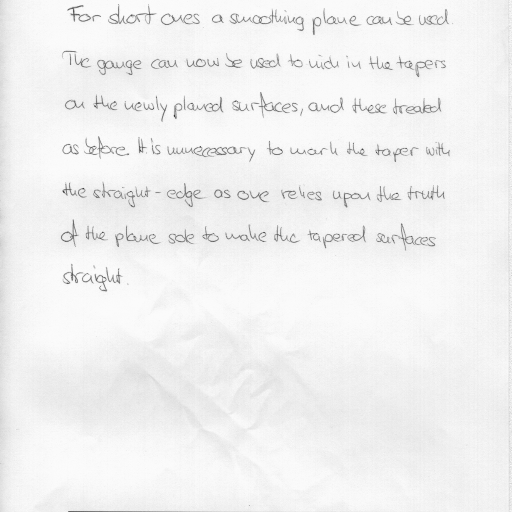 For short ones a smoothing plane can be used.
The gauge can now be used to nick in the tapers
on the newly planed surfaces, and these treated
as before. It is unnecessary to mark the taper with
the straight-edge as one relies upon the truth
of the plane sole to make the tapered surfaces
straight.